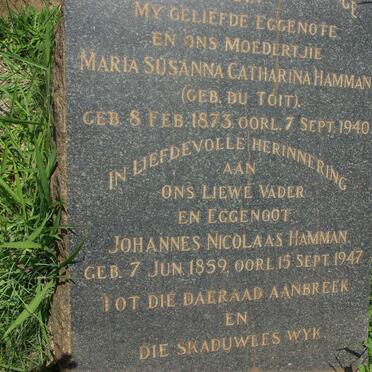 MY GELIEFDE EGGENOTE
EN ONS MOEDERTJIE
MARIA SUSANNA CATHARINA HAMMAN
(GEB. DU TOIT).
GEB. 8 FEB. 1873. OORL. 7 SEPT. 1940
IN LIEFDEVOLLE HERINNERING
AAN
ONS LIEWE VADER
EN EGGENOOT.
JOHANNES NICOLAAS HAMMAN.
GEB. 7 JUN. 1859, OORL. 15 SEPT. 1947
TOT DIE DAERAAD AANBREEK
EN
DIE SKADUWEES WYK